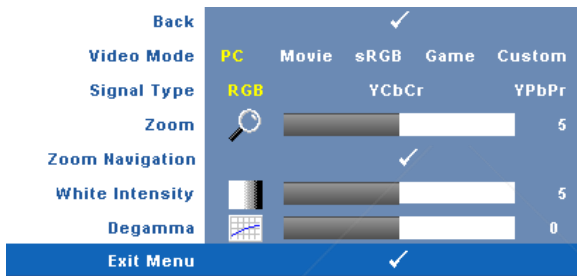 Back
Video Mode PC Movie sRGB Game Custom
Signal Type RGB YCbCr YPbPr
Zoom 5
Zoom Navigation
White Intensity 5
Degamma 0
Exit Menu